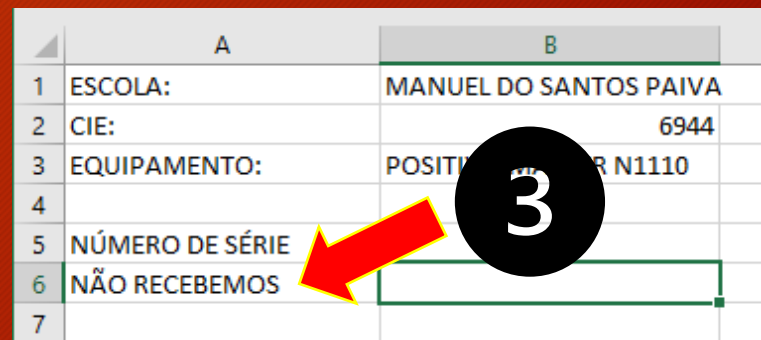 A B
1 ESCOLA: MANUEL DO SANTOS PAIVA
2 CIE: 6944
3 EQUIPAMENTO: N1110
4
5 NÚMERO DE SÉRIE
6 NÃO RECEBEMOS
7
3